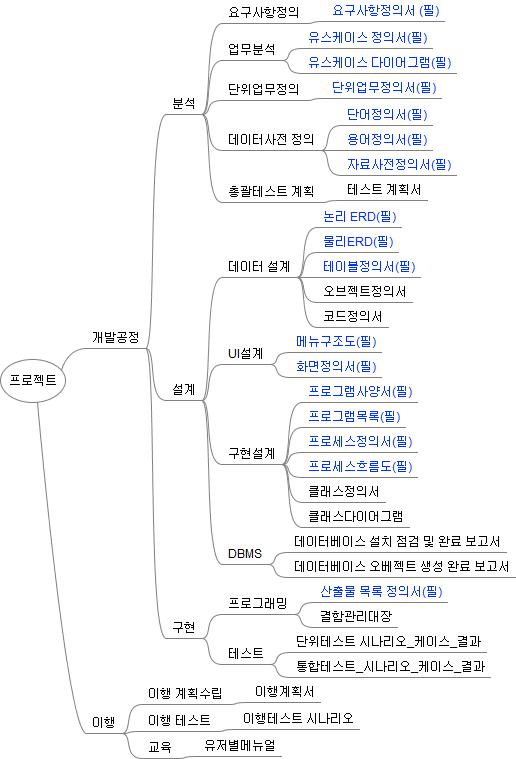 요구사항정의
요구사항정의서 (필)
업무분석
유스케이스 정의서(필)
유스케이스 다이어그램(필)
단위업무정의
단위업무정의서(필)
분석
데이터사전 정의
단어정의서(필)
용어정의서(필)
자료사전정의서(필)
총괄테스트 계획
테스트 계획서
데이터 설계
논리 ERD(필)
물리ERD(필)
테이블정의서(필)
오브젝트정의서
코드정의서
개발공정
UI설계
메뉴구조도(필)
화면정의서(필)
프로젝트
설계
구현설계
프로그램사양서(필)
프로그램목록(필)
프로세스정의서(필)
프로세스흐름도(필)
클래스정의서
클래스다이어그램
DBMS
데이터베이스 설치 점검 및 완료 보고서
데이터베이스 오베젝트 생성 완료 보고서
구현
프로그래밍
산출물 목록 정의서(필)
결함관리대장
테스트
단위테스트 시나리오_케이스_결과
통합테스트_시나리오_케이스_결과
이행
이행 계획수립
이행계획서
이행 테스트
이행테스트 시나리오
교육
유저별메뉴얼